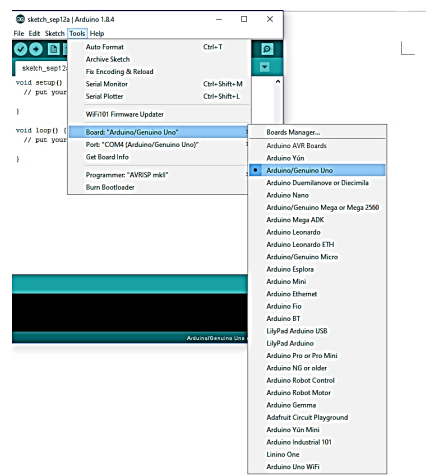 sketch_sep12a | Arduino 1.8.4
File Edit Sketch Tools Help
sketch_sep12a
void setup()
// put your
}
void loop() {
// put your
}
Auto Format Ctrl+T
Archive Sketch
Fix Encoding & Reload
Serial Monitor Ctrl+Shift+M
Serial Plotter Ctrl+Shift+L
WiFi101 Firmware Updater
Board: "Arduino/Genuino Uno"
Port: "COM4 (Arduino/Genuino Uno)"
Get Board Info
Programmer: "AVRISP mkII"
Burn Bootloader
Boards Manager...
Arduino AVR Boards
Arduino Yún
Arduino/Genuino Uno
Arduino Duemilanove or Diecimila
Arduino Nano
Arduino/Genuino Mega or Mega 2560
Arduino Mega ADK
Arduino Leonardo
Arduino Leonardo ETH
Arduino/Genuino Micro
Arduino Esplora
Arduino Mini
Arduino Ethernet
Arduino Fio
Arduino BT
LilyPad Arduino USB
LilyPad Arduino
Arduino Pro or Pro Mini
Arduino NG or older
Arduino Robot Control
Arduino Robot Motor
Arduino Gemma
Adafruit Circuit Playground
Arduino Yún Mini
Arduino Industrial 101
Linino One
Arduino Uno WiFi
Arduino/Genuino Uno